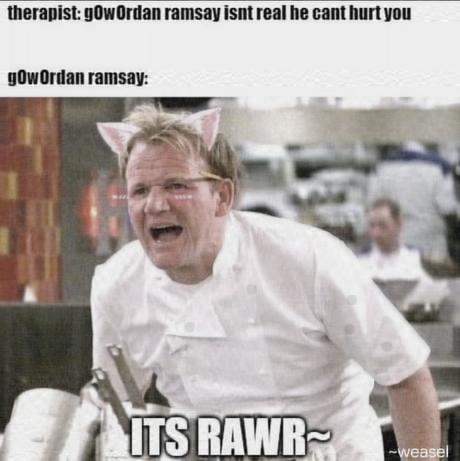 therapist: gOwOrdan ramsay isnt real he cant hurt you
gOwOrdan ramsay:
ITS RAWR~
~weasel